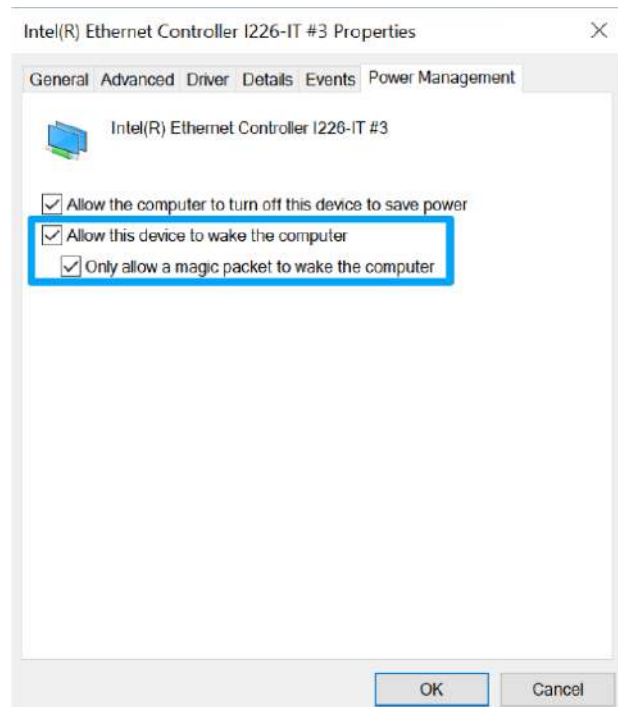 Intel(R) Ethernet Controller I226-IT #3 Properties
General Advanced Driver Details Events Power Management
Intel(R) Ethernet Controller I226-IT #3
Allow the computer to turn off this device to save power
Allow this device to wake the computer
Only allow a magic packet to wake the computer
OK Cancel